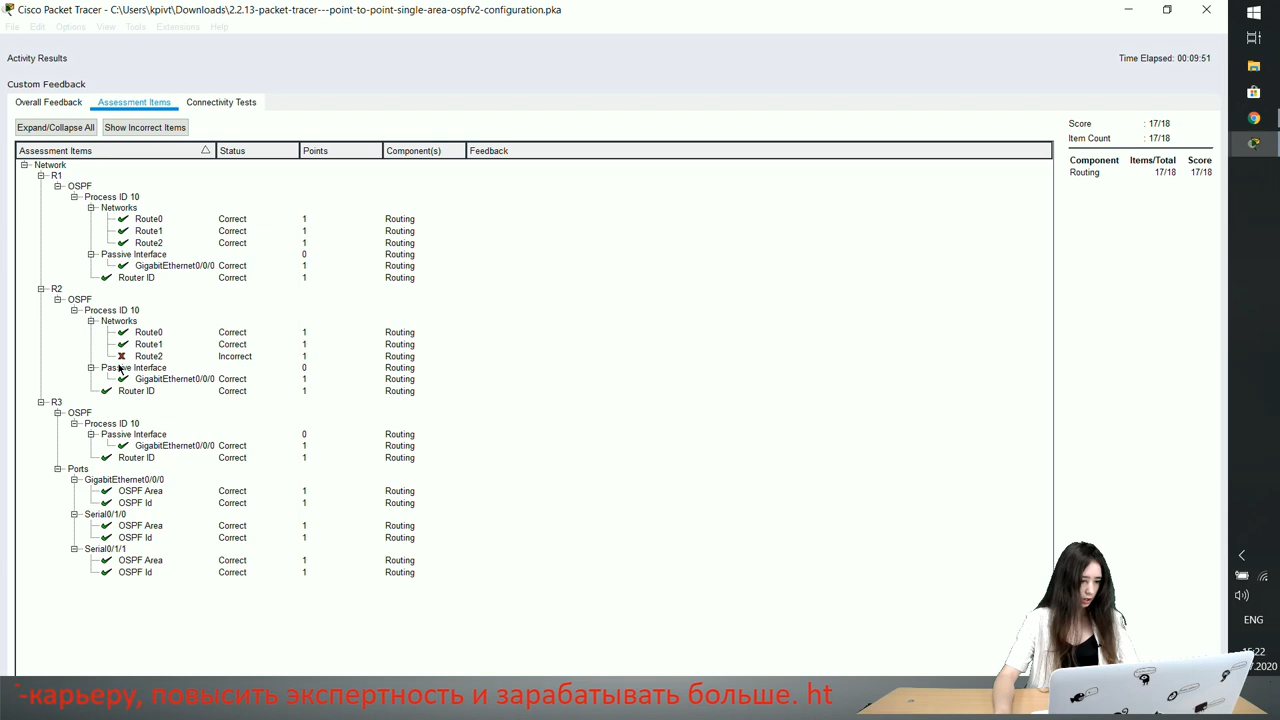 Cisco Packet Tracer - C:\Users\kpivt\Downloads\2.2.13-packet-tracer---point-to-point-single-area-ospfv2-configuration.pka
File Edit Options View Tools Extensions Help
Activity Results
Time Elapsed: 00:09:51
Custom Feedback
Overall Feedback Assessment Items Connectivity Tests
Expand/Collapse All Show Incorrect Items
Score : 17/18
Item Count : 17/18
Component Items/Total Score
Routing 17/18 17/18
Assessment Items Status Points Component(s) Feedback
Network
R1
OSPF
Process ID 10
Networks
Route0 Correct 1 Routing
Route1 Correct 1 Routing
Route2 Correct 1 Routing
Passive Interface 0 Routing
GigabitEthernet0/0/0 Correct 1 Routing
Router ID Correct 1 Routing
R2
OSPF
Process ID 10
Networks
Route0 Correct 1 Routing
Route1 Correct 1 Routing
Route2 Incorrect 1 Routing
Passive Interface 0 Routing
GigabitEthernet0/0/0 Correct 1 Routing
Router ID Correct 1 Routing
R3
OSPF
Process ID 10
Passive Interface 0 Routing
GigabitEthernet0/0/0 Correct 1 Routing
Router ID Correct 1 Routing
Ports
GigabitEthernet0/0/0
OSPF Area Correct 1 Routing
OSPF Id Correct 1 Routing
Serial0/1/0
OSPF Area Correct 1 Routing
OSPF Id Correct 1 Routing
Serial0/1/1
OSPF Area Correct 1 Routing
OSPF Id Correct 1 Routing
ENG
-карьеру, повысить экспертность и зарабатывать больше. ht